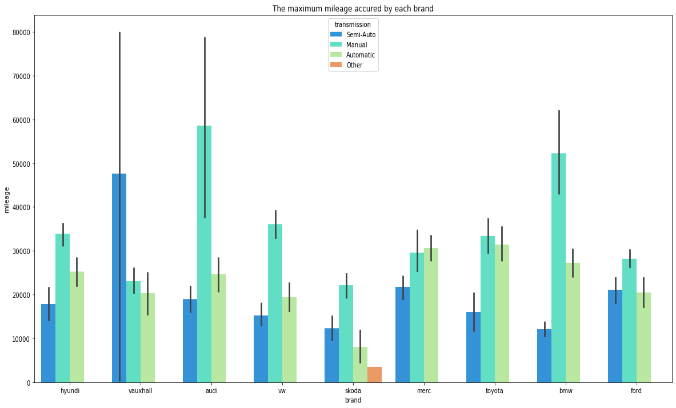 The maximum mileage accured by each brand
transmission
Semi-Auto
Manual
Automatic
Other
80000
70000
60000
50000
40000
30000
20000
10000
0
mileage
hyundi
vauxhall
audi
vw
skoda
merc
toyota
bmw
ford
brand